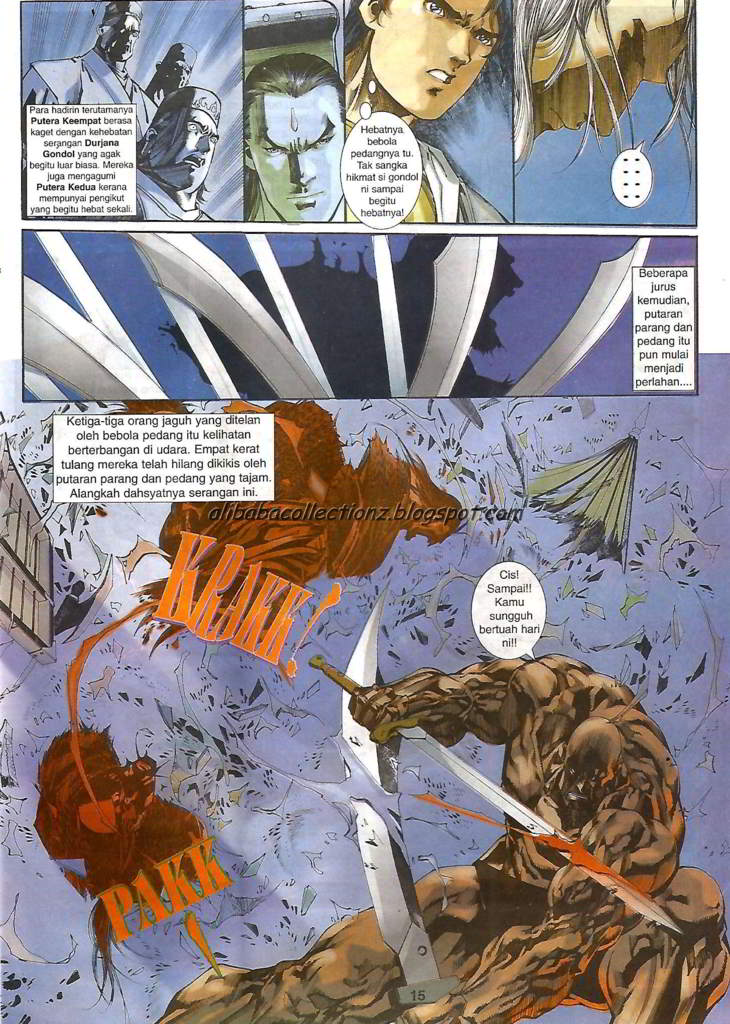 Para hadirin terutamanya
Putera Keempat berasa
kaget dengan kehebatan
serangan Durjana
Gondol yang agak
begitu luar biasa. Mereka
juga mengagumi
Putera Kedua kerana
mempunyai pengikut
yang begitu hebat sekali.
Hebatnya
bebola
pedangnya tu.
Tak sangka
hikmat si gondol
ni sampai
begitu
hebatnya!
Beberapa
jurus
kemudian,
putaran
parang dan
pedang itu
pun mulai
menjadi
perlahan....
Ketiga-tiga orang jaguh yang ditelan
oleh bebola pedang itu kelihatan
berterbangan di udara. Empat kerat
tulang mereka telah hilang dikikis oleh
putaran parang dan pedang yang tajam.
Alangkah dahsyatnya serangan ini.
alibabacollectionz.blogspot.com
KRAKK!
Cis!
Sampai!!
Kamu
sungguh
bertuah hari
ni!!
PAKK!
15